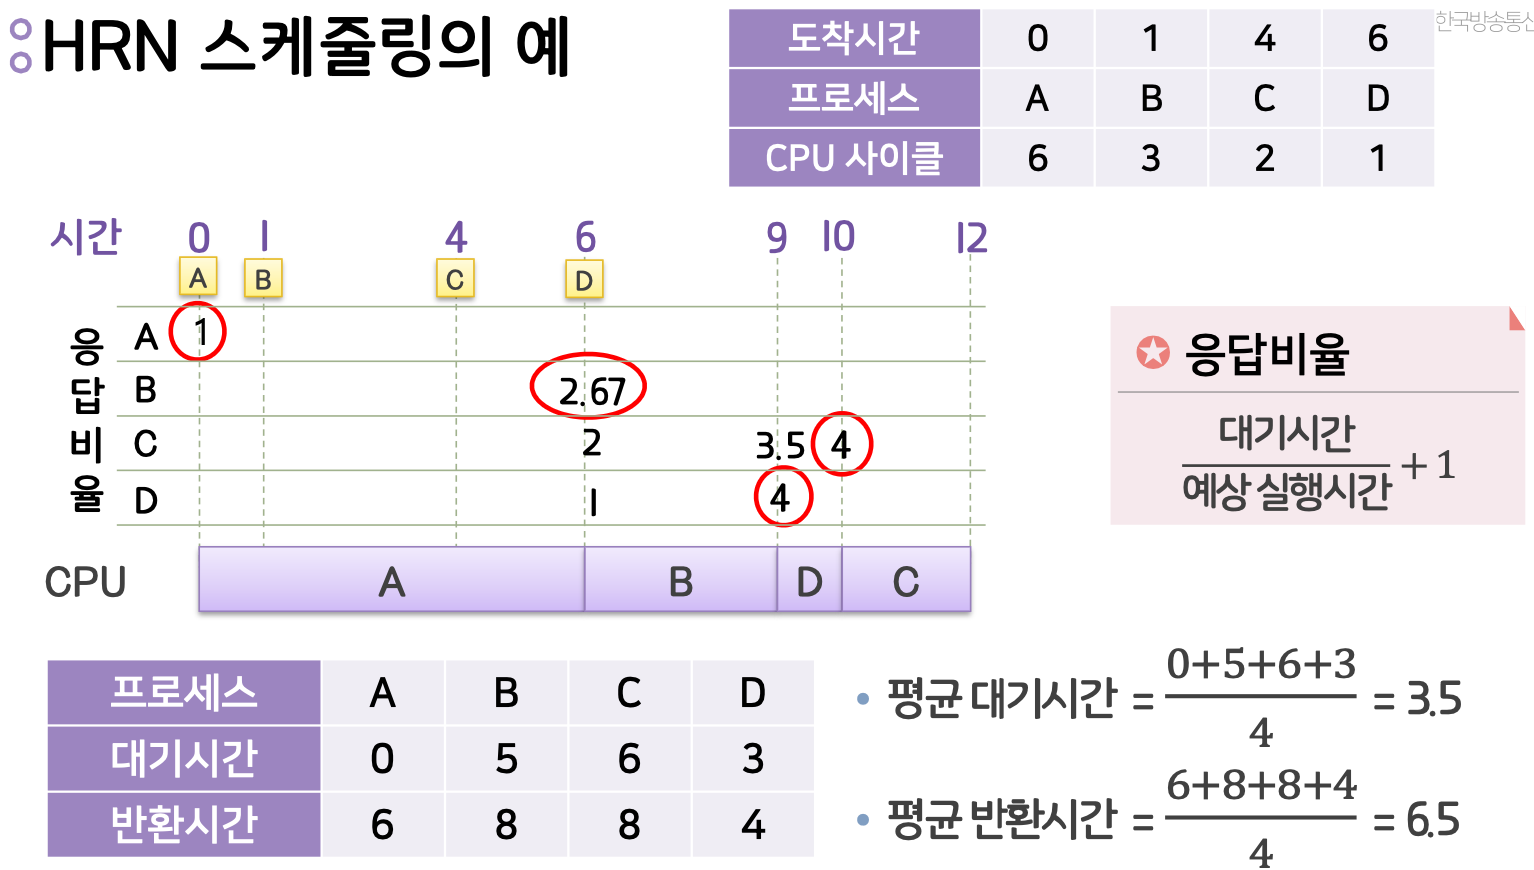 HRN 스케줄링의 예
한국방송통신
도착시간 0 1 4 6
프로세스 A B C D
CPU 사이클 6 3 2 1
시간 0 1 4 6 9 10 12
A B C D
응답비율
A 1
B 2.67
C 2 3.5 4
D 1 4
CPU A B D C
응답비율
대기시간
예상 실행시간 + 1
프로세스 A B C D
대기시간 0 5 6 3
반환시간 6 8 8 4
• 평균 대기시간 = 0+5+6+3 / 4 = 3.5
• 평균 반환시간 = 6+8+8+4 / 4 = 6.5